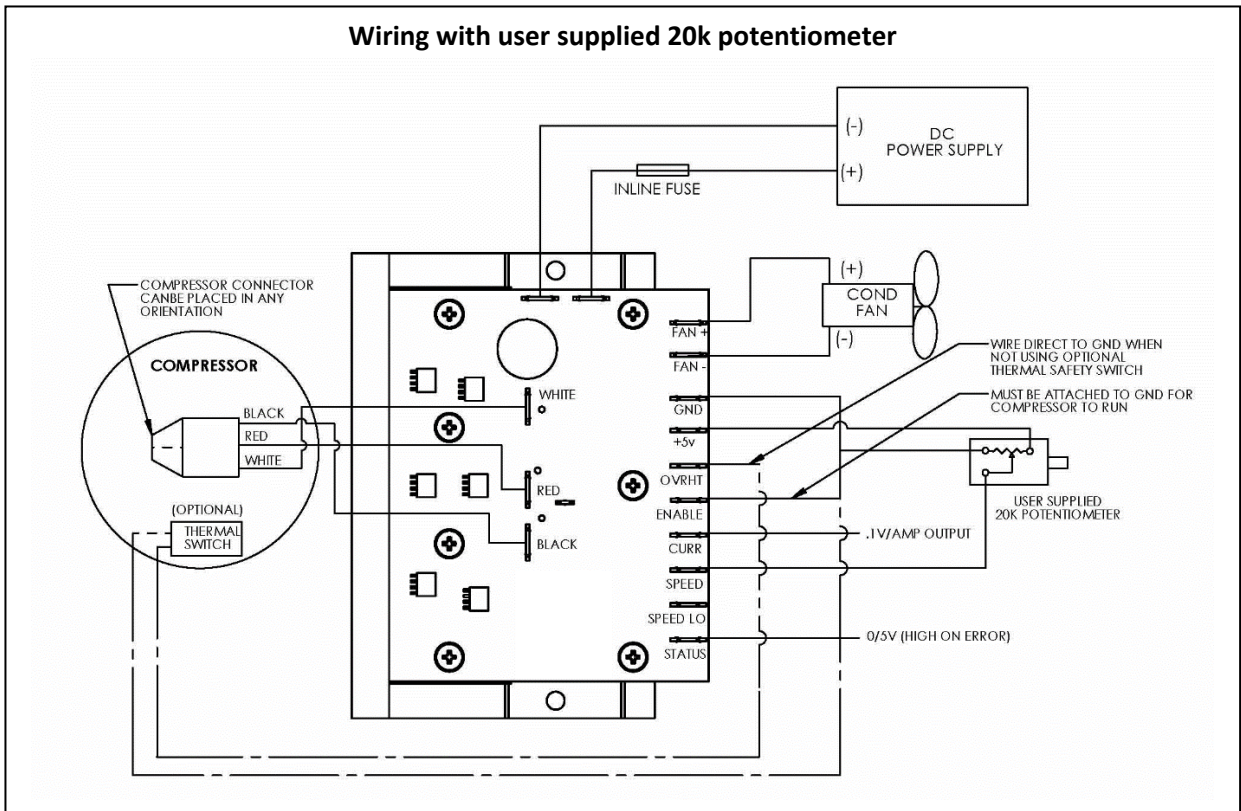 Wiring with user supplied 20k potentiometer
(-)
DC
POWER SUPPLY
(+)
INLINE FUSE
COMPRESSOR CONNECTOR
CANBE PLACED IN ANY
ORIENTATION
COMPRESSOR
BLACK
RED
WHITE
(OPTIONAL)
THERMAL
SWITCH
WHITE
RED
BLACK
FAN +
FAN -
GND
+5v
OVRHT
ENABLE
CURR
SPEED
SPEED LO
STATUS
(+)
COND
FAN
(-)
WIRE DIRECT TO GND WHEN
NOT USING OPTIONAL
THERMAL SAFETY SWITCH
MUST BE ATTACHED TO GND FOR
COMPRESSOR TO RUN
USER SUPPLIED
20K POTENTIOMETER
.1V/AMP OUTPUT
0/5V (HIGH ON ERROR)